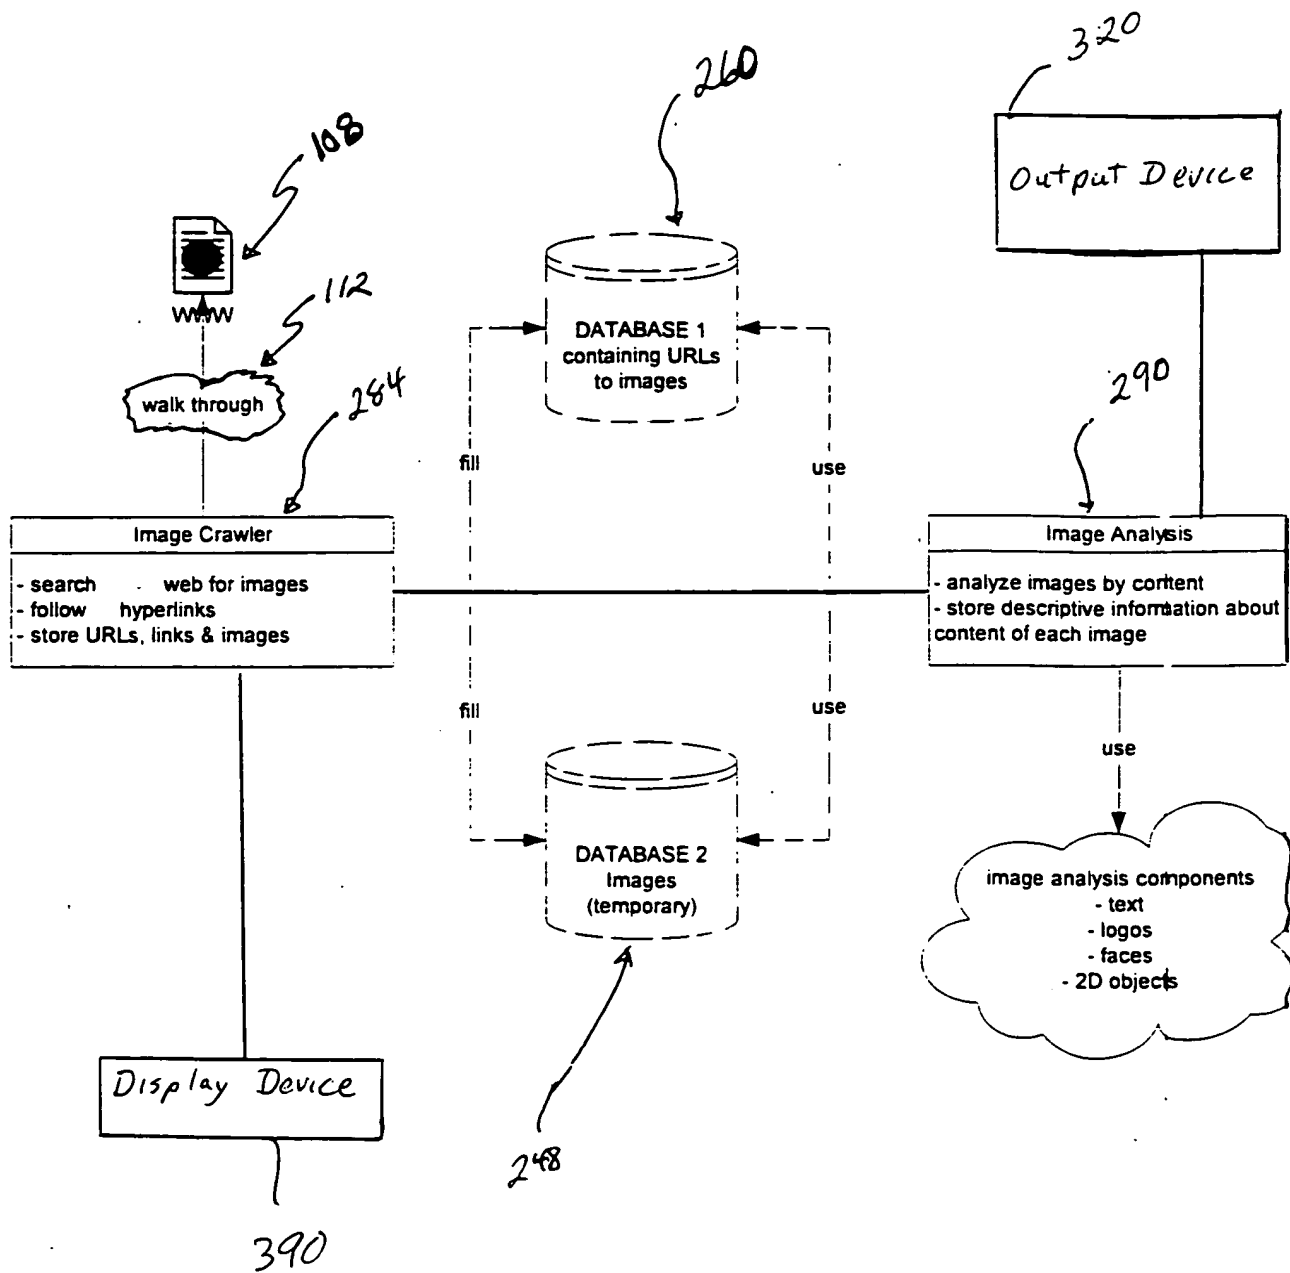 320
260
108
Output Device
WWW
112
DATABASE 1
containing URLs
to images
walk through
284
290
fill
use
Image Crawler
Image Analysis
- search web for images
- follow hyperlinks
- store URLs, links & images
- analyze images by content
- store descriptive information about
content of each image
fill
use
use
DATABASE 2
Images
(temporary)
image analysis components
- text
- logos
- faces
- 2D objects
Display Device
248
390